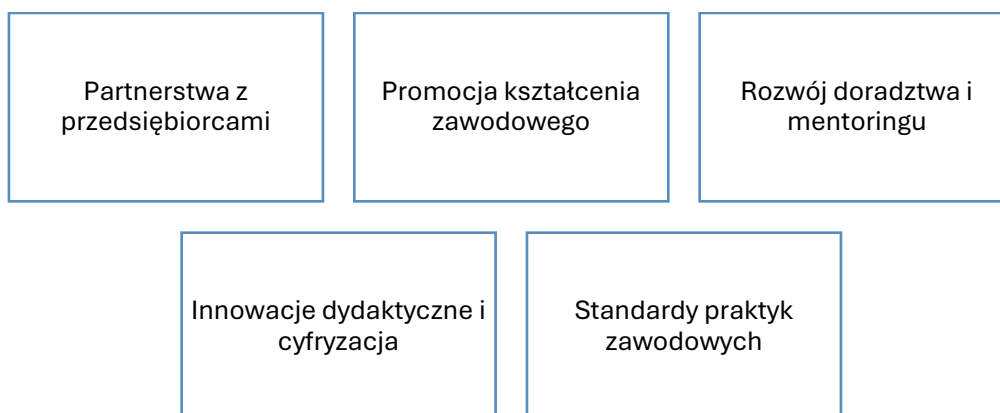 Partnerstwa z
przedsiębiorcami
Promocja kształcenia
zawodowego
Rozwój doradztwa i
mentoringu
Innowacje dydaktyczne i
cyfryzacja
Standardy praktyk
zawodowych